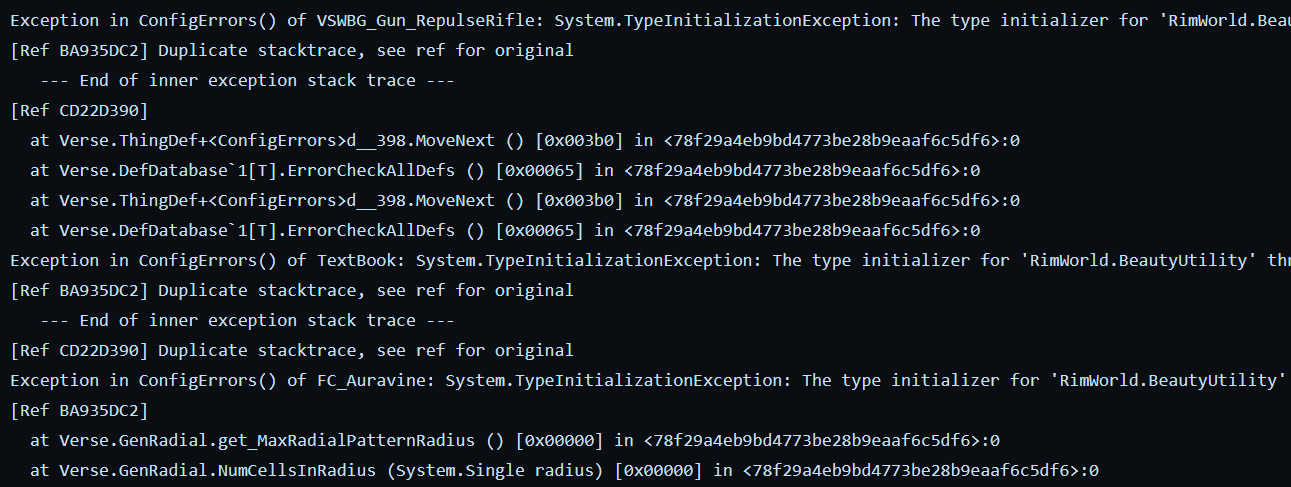 Exception in ConfigErrors() of VSWBG_Gun_RepulseRifle: System.TypeInitializationException: The type initializer for 'RimWorld.Beau
[Ref BA935DC2] Duplicate stacktrace, see ref for original
--- End of inner exception stack trace ---
[Ref CD22D390]
at Verse.ThingDef+<ConfigErrors>d__398.MoveNext () [0x003b0] in <78f29a4eb9bd4773be28b9eaaf6c5df6>:0
at Verse.DefDatabase`1[T].ErrorCheckAllDefs () [0x00065] in <78f29a4eb9bd4773be28b9eaaf6c5df6>:0
at Verse.ThingDef+<ConfigErrors>d__398.MoveNext () [0x003b0] in <78f29a4eb9bd4773be28b9eaaf6c5df6>:0
at Verse.DefDatabase`1[T].ErrorCheckAllDefs () [0x00065] in <78f29a4eb9bd4773be28b9eaaf6c5df6>:0
Exception in ConfigErrors() of TextBook: System.TypeInitializationException: The type initializer for 'RimWorld.BeautyUtility' thr
[Ref BA935DC2] Duplicate stacktrace, see ref for original
--- End of inner exception stack trace ---
[Ref CD22D390] Duplicate stacktrace, see ref for original
Exception in ConfigErrors() of FC_Auravine: System.TypeInitializationException: The type initializer for 'RimWorld.BeautyUtility'
[Ref BA935DC2]
at Verse.GenRadial.get_MaxRadialPatternRadius () [0x00000] in <78f29a4eb9bd4773be28b9eaaf6c5df6>:0
at Verse.GenRadial.NumCellsInRadius (System.Single radius) [0x00000] in <78f29a4eb9bd4773be28b9eaaf6c5df6>:0